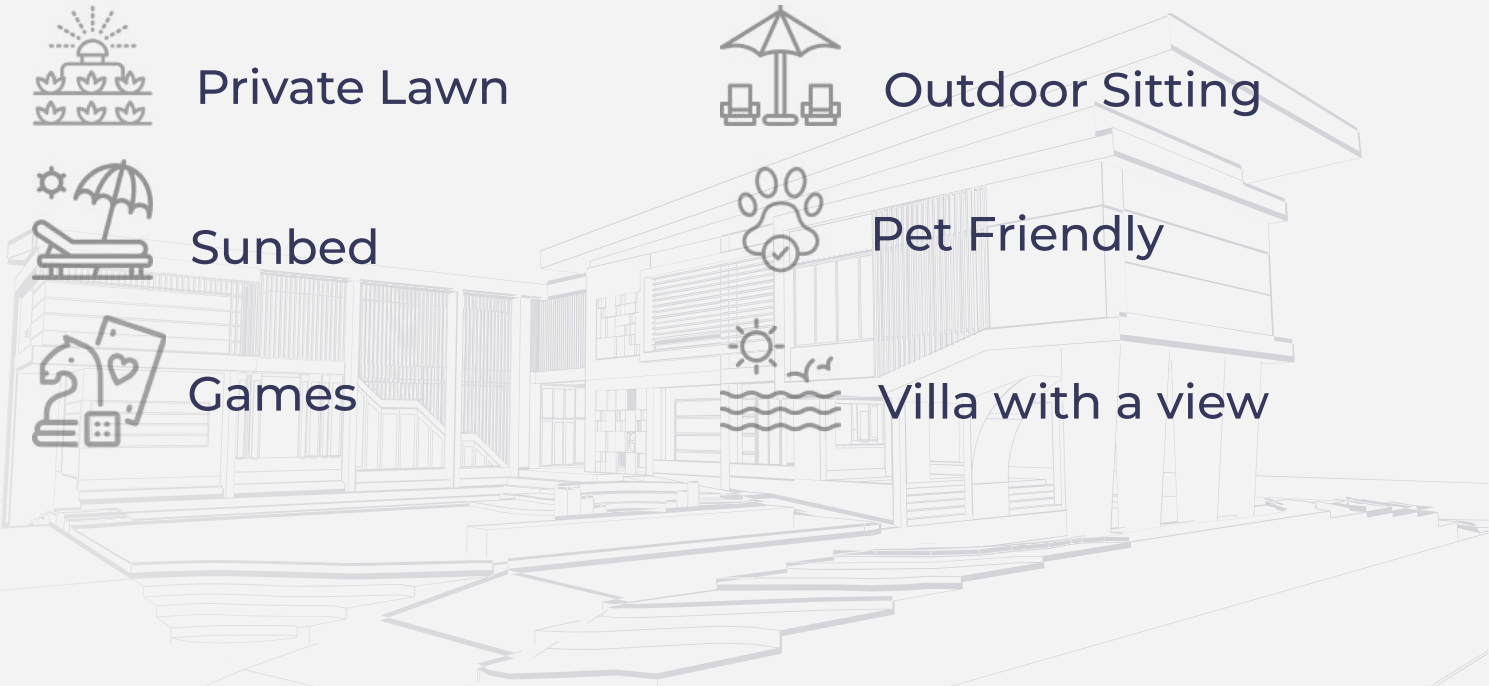 Private Lawn
Outdoor Sitting
Sunbed
Pet Friendly
Games
Villa with a view